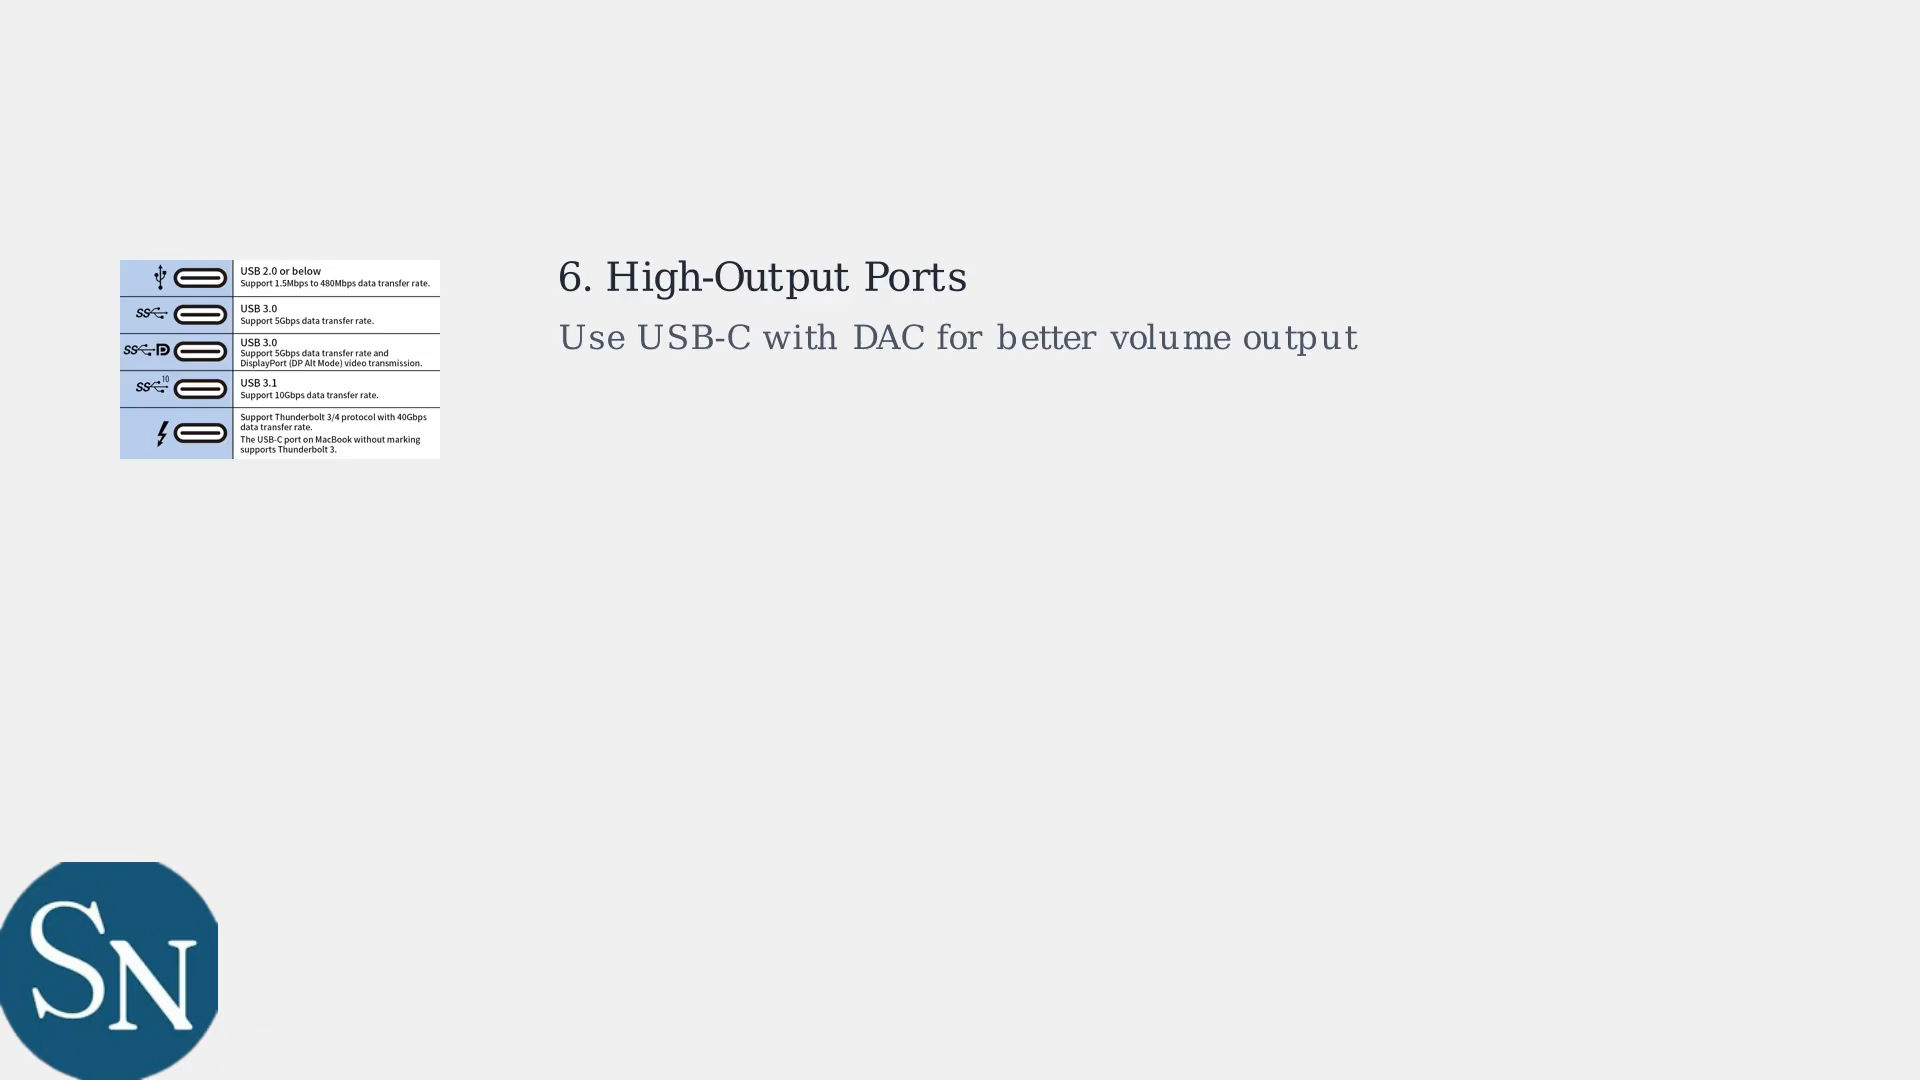 USB 2.0 or below
Support 1.5Mbps to 480Mbps data transfer rate.
SS
USB 3.0
Support 5Gbps data transfer rate.
SS
USB 3.0
Support 5Gbps data transfer rate and
DisplayPort (DP Alt Mode) video transmission.
SS 10
USB 3.1
Support 10Gbps data transfer rate.
Support Thunderbolt 3/4 protocol with 40Gbps
data transfer rate.
The USB-C port on MacBook without marking
supports Thunderbolt 3.
6. High-Output Ports
Use USB-C with DAC for better volume output
SN